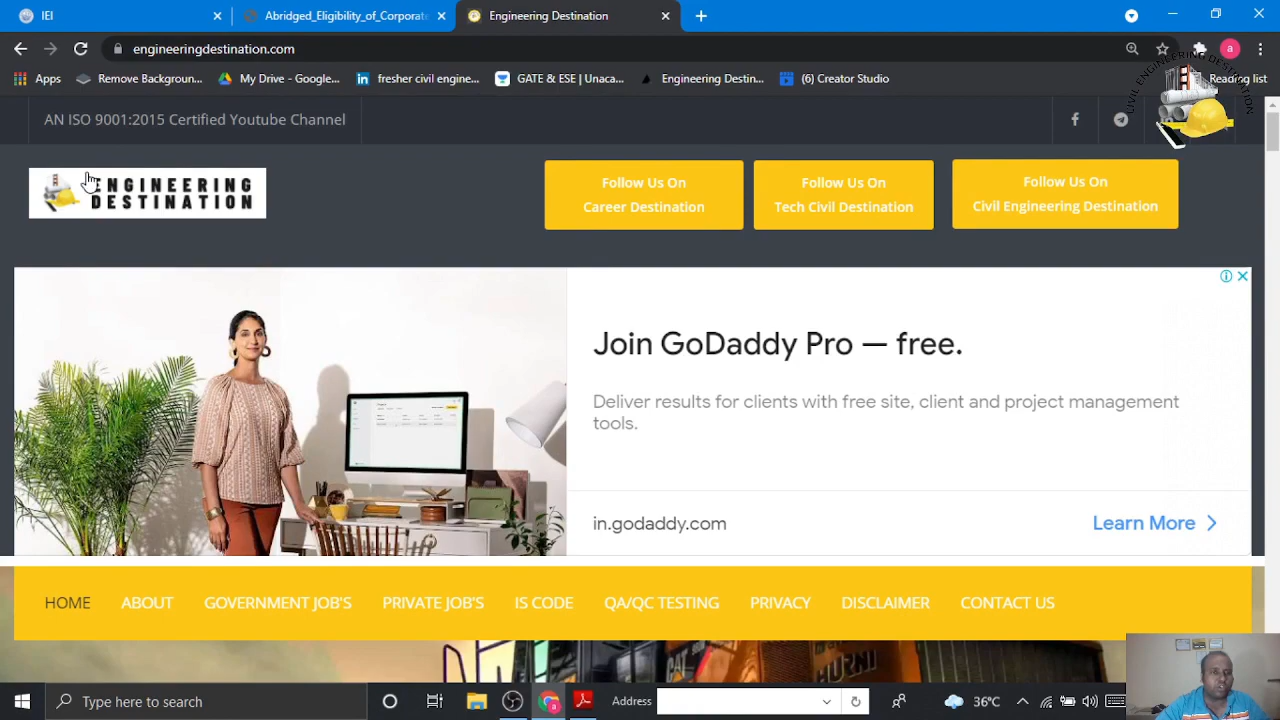 IEI
Abridged_Eligibility_of_Corporate
Engineering Destination
engineeringdestination.com
Apps
Remove Backgroun...
My Drive - Google...
fresher civil engine...
GATE & ESE | Unaca...
Engineering Destin...
(6) Creator Studio
Reading list
CIVIL ENGINEERING DESTINATION
AN ISO 9001:2015 Certified Youtube Channel
ENGINEERING
DESTINATION
Follow Us On
Career Destination
Follow Us On
Tech Civil Destination
Follow Us On
Civil Engineering Destination
Join GoDaddy Pro — free.
Deliver results for clients with free site, client and project management
tools.
in.godaddy.com
Learn More
HOME
ABOUT
GOVERNMENT JOB'S
PRIVATE JOB'S
IS CODE
QA/QC TESTING
PRIVACY
DISCLAIMER
CONTACT US
Type here to search
Address
36°C